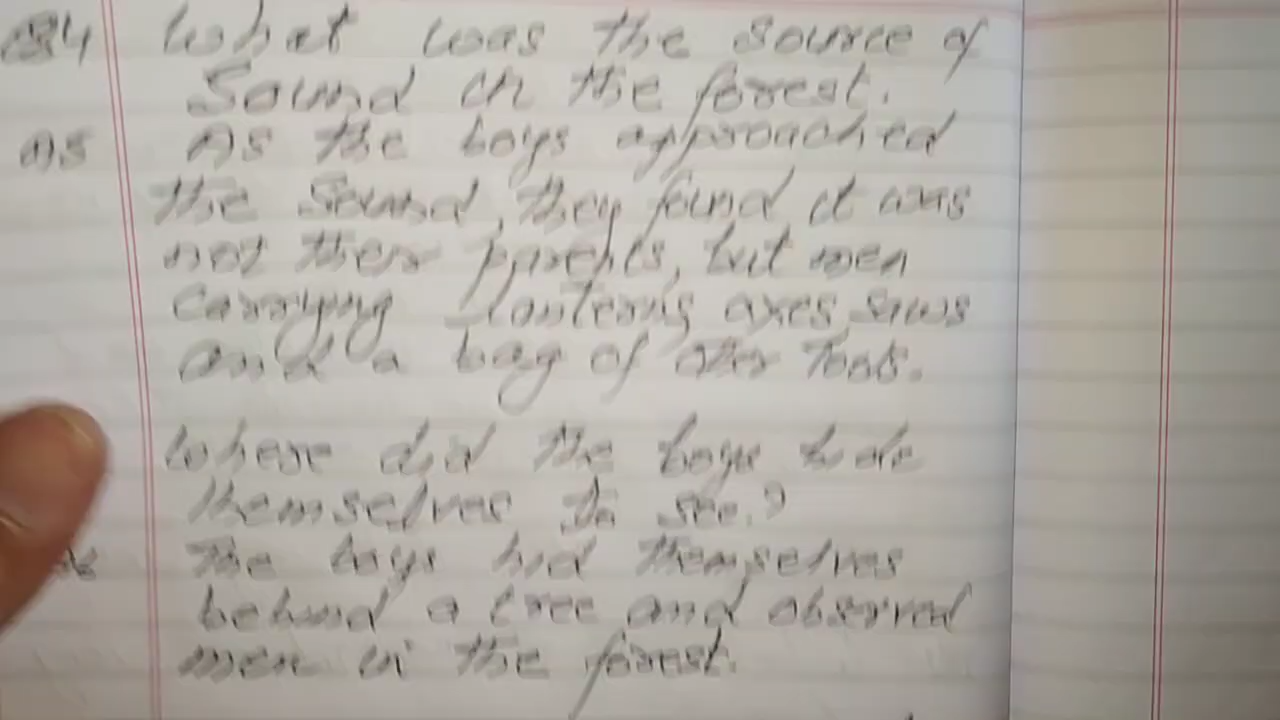 Q4 What was the source of
Sound in the forest.
As the boys approached
the Sound, they found it was
not their parents, but men
Carrying lanterns axes, saws
and a bag of other tools.
Where did the boys hide
themselves to see?
The boys hid themselves
behind a tree and observed
men in the forest.